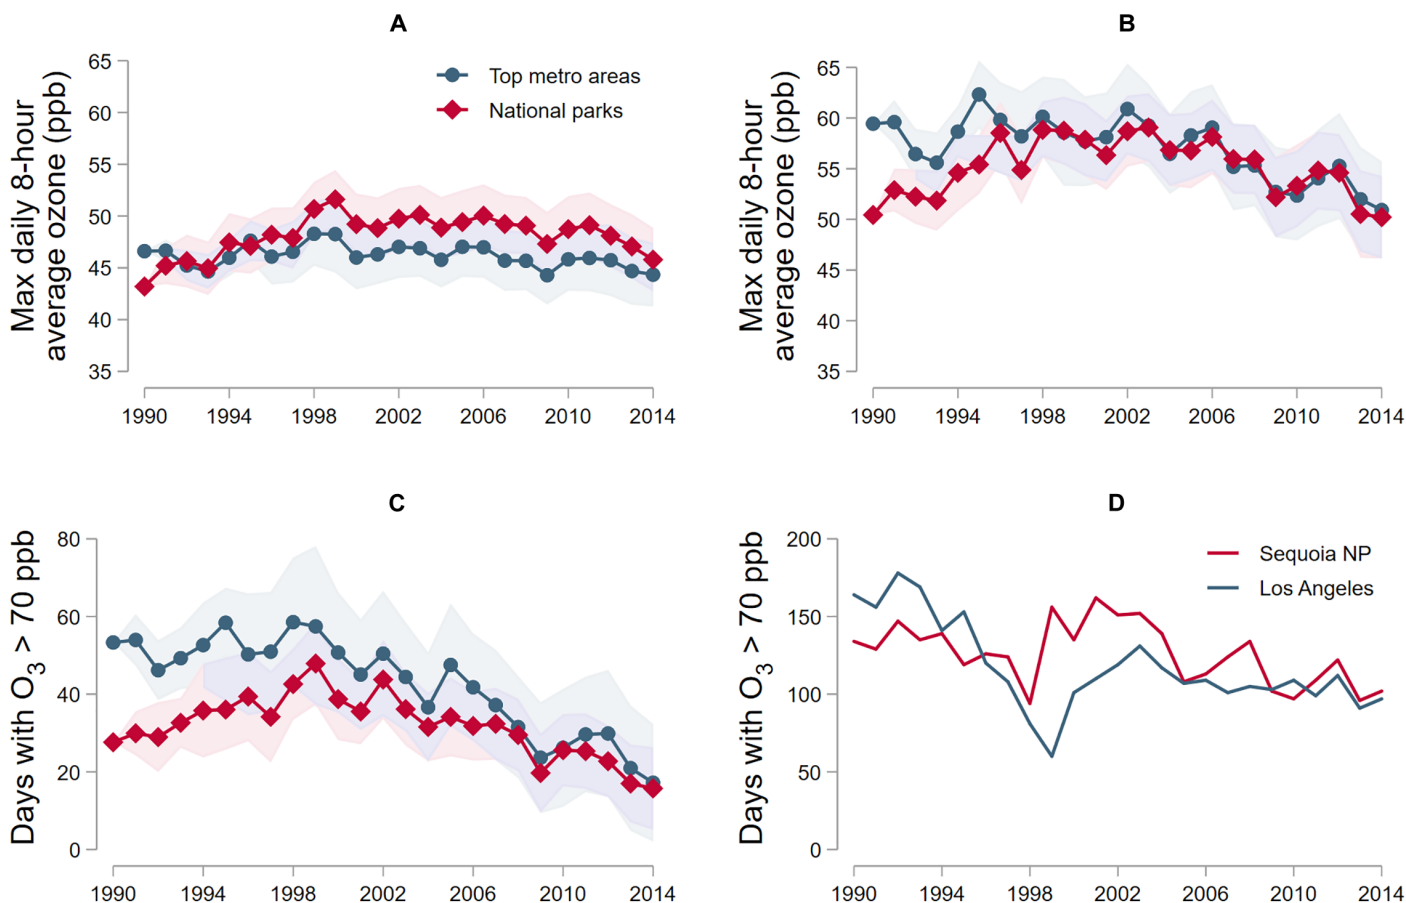 A
Max daily 8-hour
average ozone (ppb)
65
60
55
50
45
40
35
Top metro areas
National parks
1990 1994 1998 2002 2006 2010 2014
B
Max daily 8-hour
average ozone (ppb)
65
60
55
50
45
40
35
1990 1994 1998 2002 2006 2010 2014
C
Days with O3 > 70 ppb
80
60
40
20
0
1990 1994 1998 2002 2006 2010 2014
D
Days with O3 > 70 ppb
200
150
100
50
0
Sequoia NP
Los Angeles
1990 1994 1998 2002 2006 2010 2014